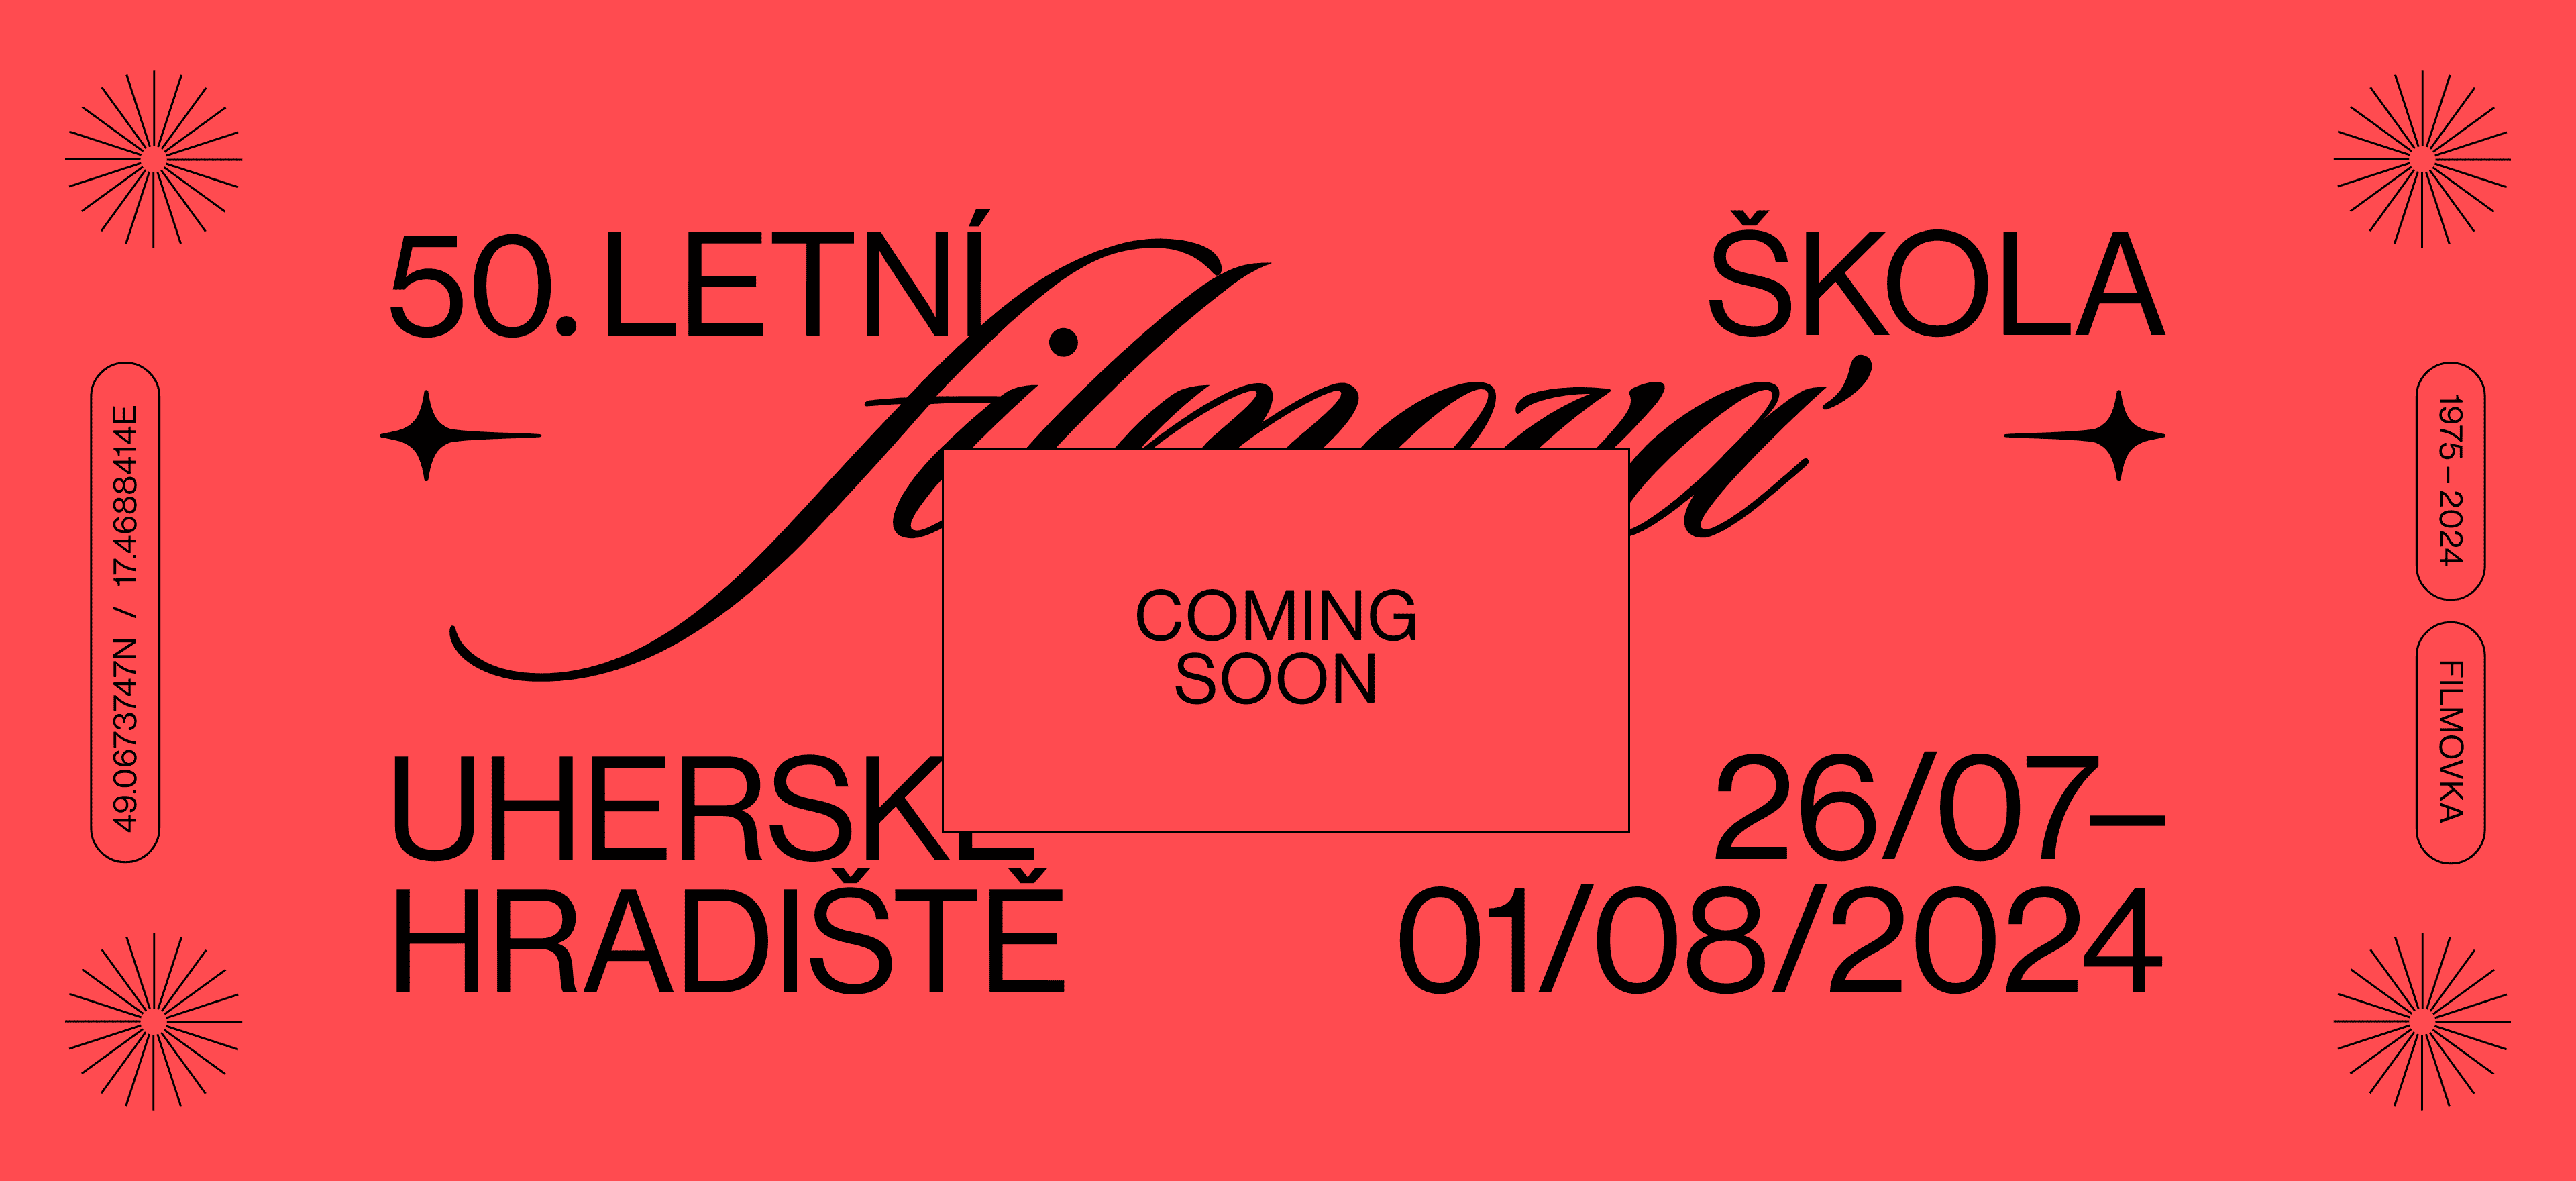 50. LETNÍ
filmová
ŠKOLA
COMING
SOON
UHERSKÉ
HRADIŠTĚ
26/07–
01/08/2024
49.0673747N / 17.4688414E
1975 – 2024
FILMOVKA